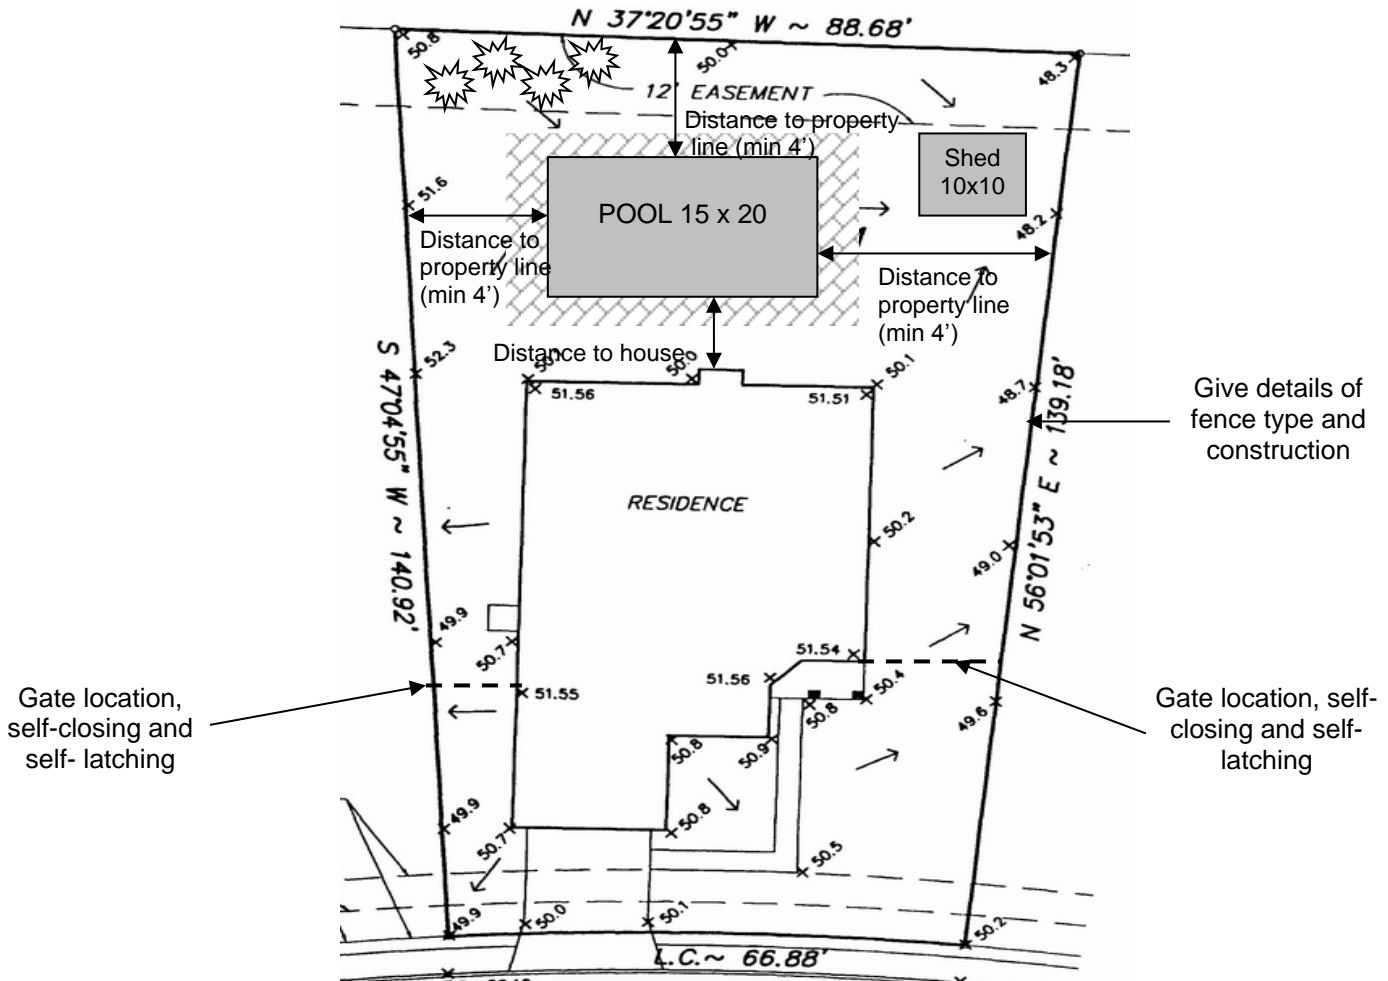 N 37°20'55" W ~ 88.68'
50.8
50.0
48.3
12' EASEMENT
Distance to property
line (min 4')
Shed
10x10
51.6
POOL 15 x 20
48.2
Distance to
property line
(min 4')
Distance to
property line
(min 4')
Distance to house
50.0
50.1
52.3
51.56
51.51
48.7
S 47°04'55" W ~ 140.92'
N 56°01'53" E ~ 139.18'
Give details of
fence type and
construction
RESIDENCE
50.2
49.0
49.9
50.7
51.54
51.56
51.55
50.4
49.6
50.8
Gate location,
self-closing and
self- latching
Gate location, self-
closing and self-
latching
50.8
50.9
49.9
50.7
50.8
50.5
49.9
50.0
50.1
50.2
L.C.~ 66.88'